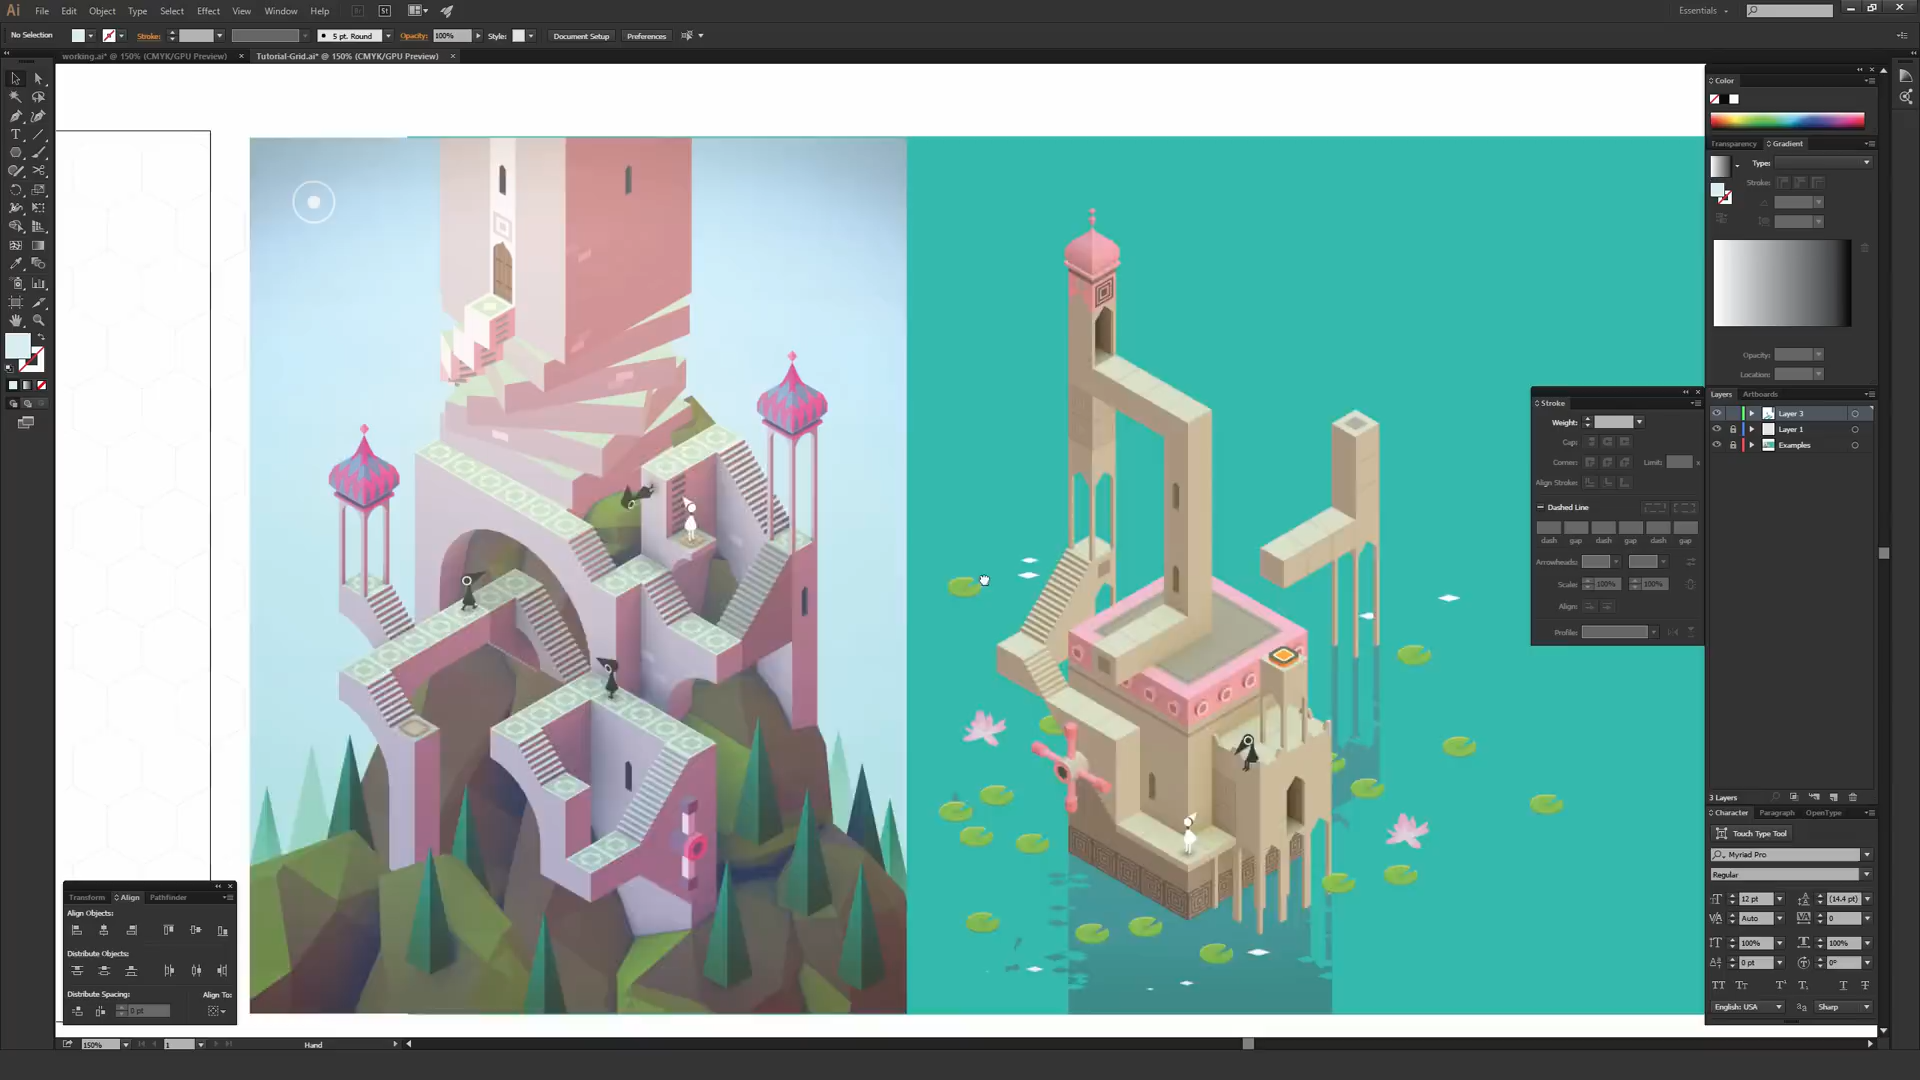 Ai File Edit Object Type Select Effect View Window Help Br St Essentials
No Selection Stroke: 5 pt. Round Opacity: 100% Style: Document Setup Preferences
working.ai* @ 150% (CMYK/GPU Preview) × Tutorial-Grid.ai* @ 150% (CMYK/GPU Preview) ×
Color
Transparency Gradient
Type:
Stroke:
Opacity:
Location:
Layers Artboards
Layer 3
Layer 1
Examples
3 Layers
Stroke
Weight:
Cap:
Corner: Limit: x
Align Stroke:
Dashed Line
dash gap dash gap dash gap
Arrowheads:
Scale: 100% 100%
Align:
Profile:
Character Paragraph OpenType
Touch Type Tool
Myriad Pro
Regular
12 pt (14.4 pt)
Auto 0
100% 100%
0 pt 0°
English: USA Sharp
Transform Align Pathfinder
Align Objects:
Distribute Objects:
Distribute Spacing: Align To:
0 pt
150% 1 Hand